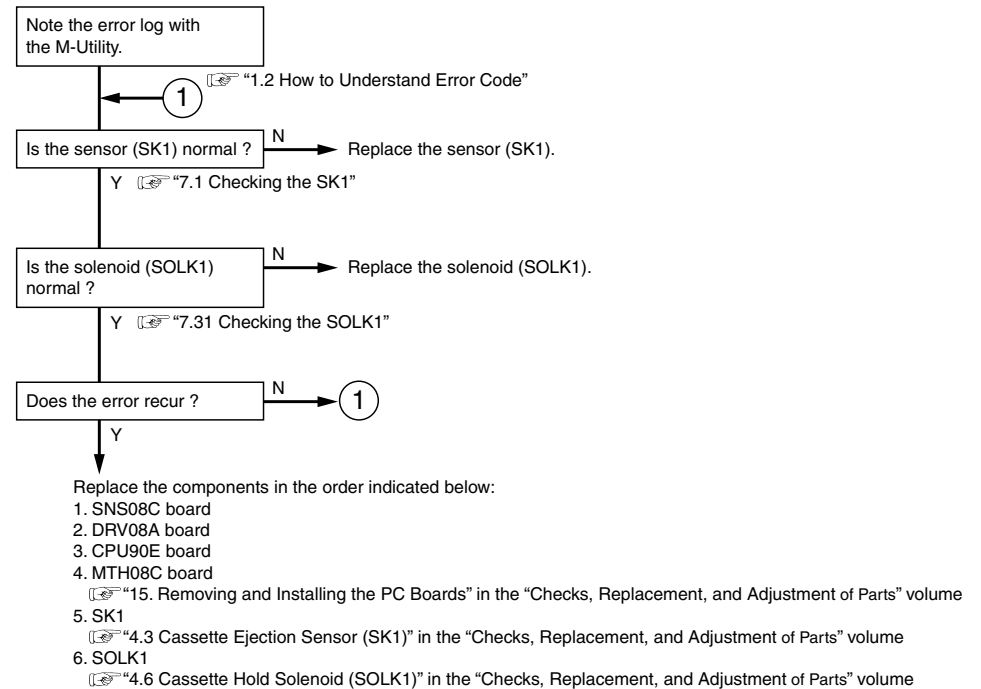 Note the error log with
the M-Utility.
“1.2 How to Understand Error Code”
1
Is the sensor (SK1) normal ?
N
Replace the sensor (SK1).
Y
“7.1 Checking the SK1”
Is the solenoid (SOLK1)
normal ?
N
Replace the solenoid (SOLK1).
Y
“7.31 Checking the SOLK1”
Does the error recur ?
N
1
Y
Replace the components in the order indicated below:
1. SNS08C board
2. DRV08A board
3. CPU90E board
4. MTH08C board
“15. Removing and Installing the PC Boards” in the “Checks, Replacement, and Adjustment of Parts” volume
5. SK1
“4.3 Cassette Ejection Sensor (SK1)” in the “Checks, Replacement, and Adjustment of Parts” volume
6. SOLK1
“4.6 Cassette Hold Solenoid (SOLK1)” in the “Checks, Replacement, and Adjustment of Parts” volume